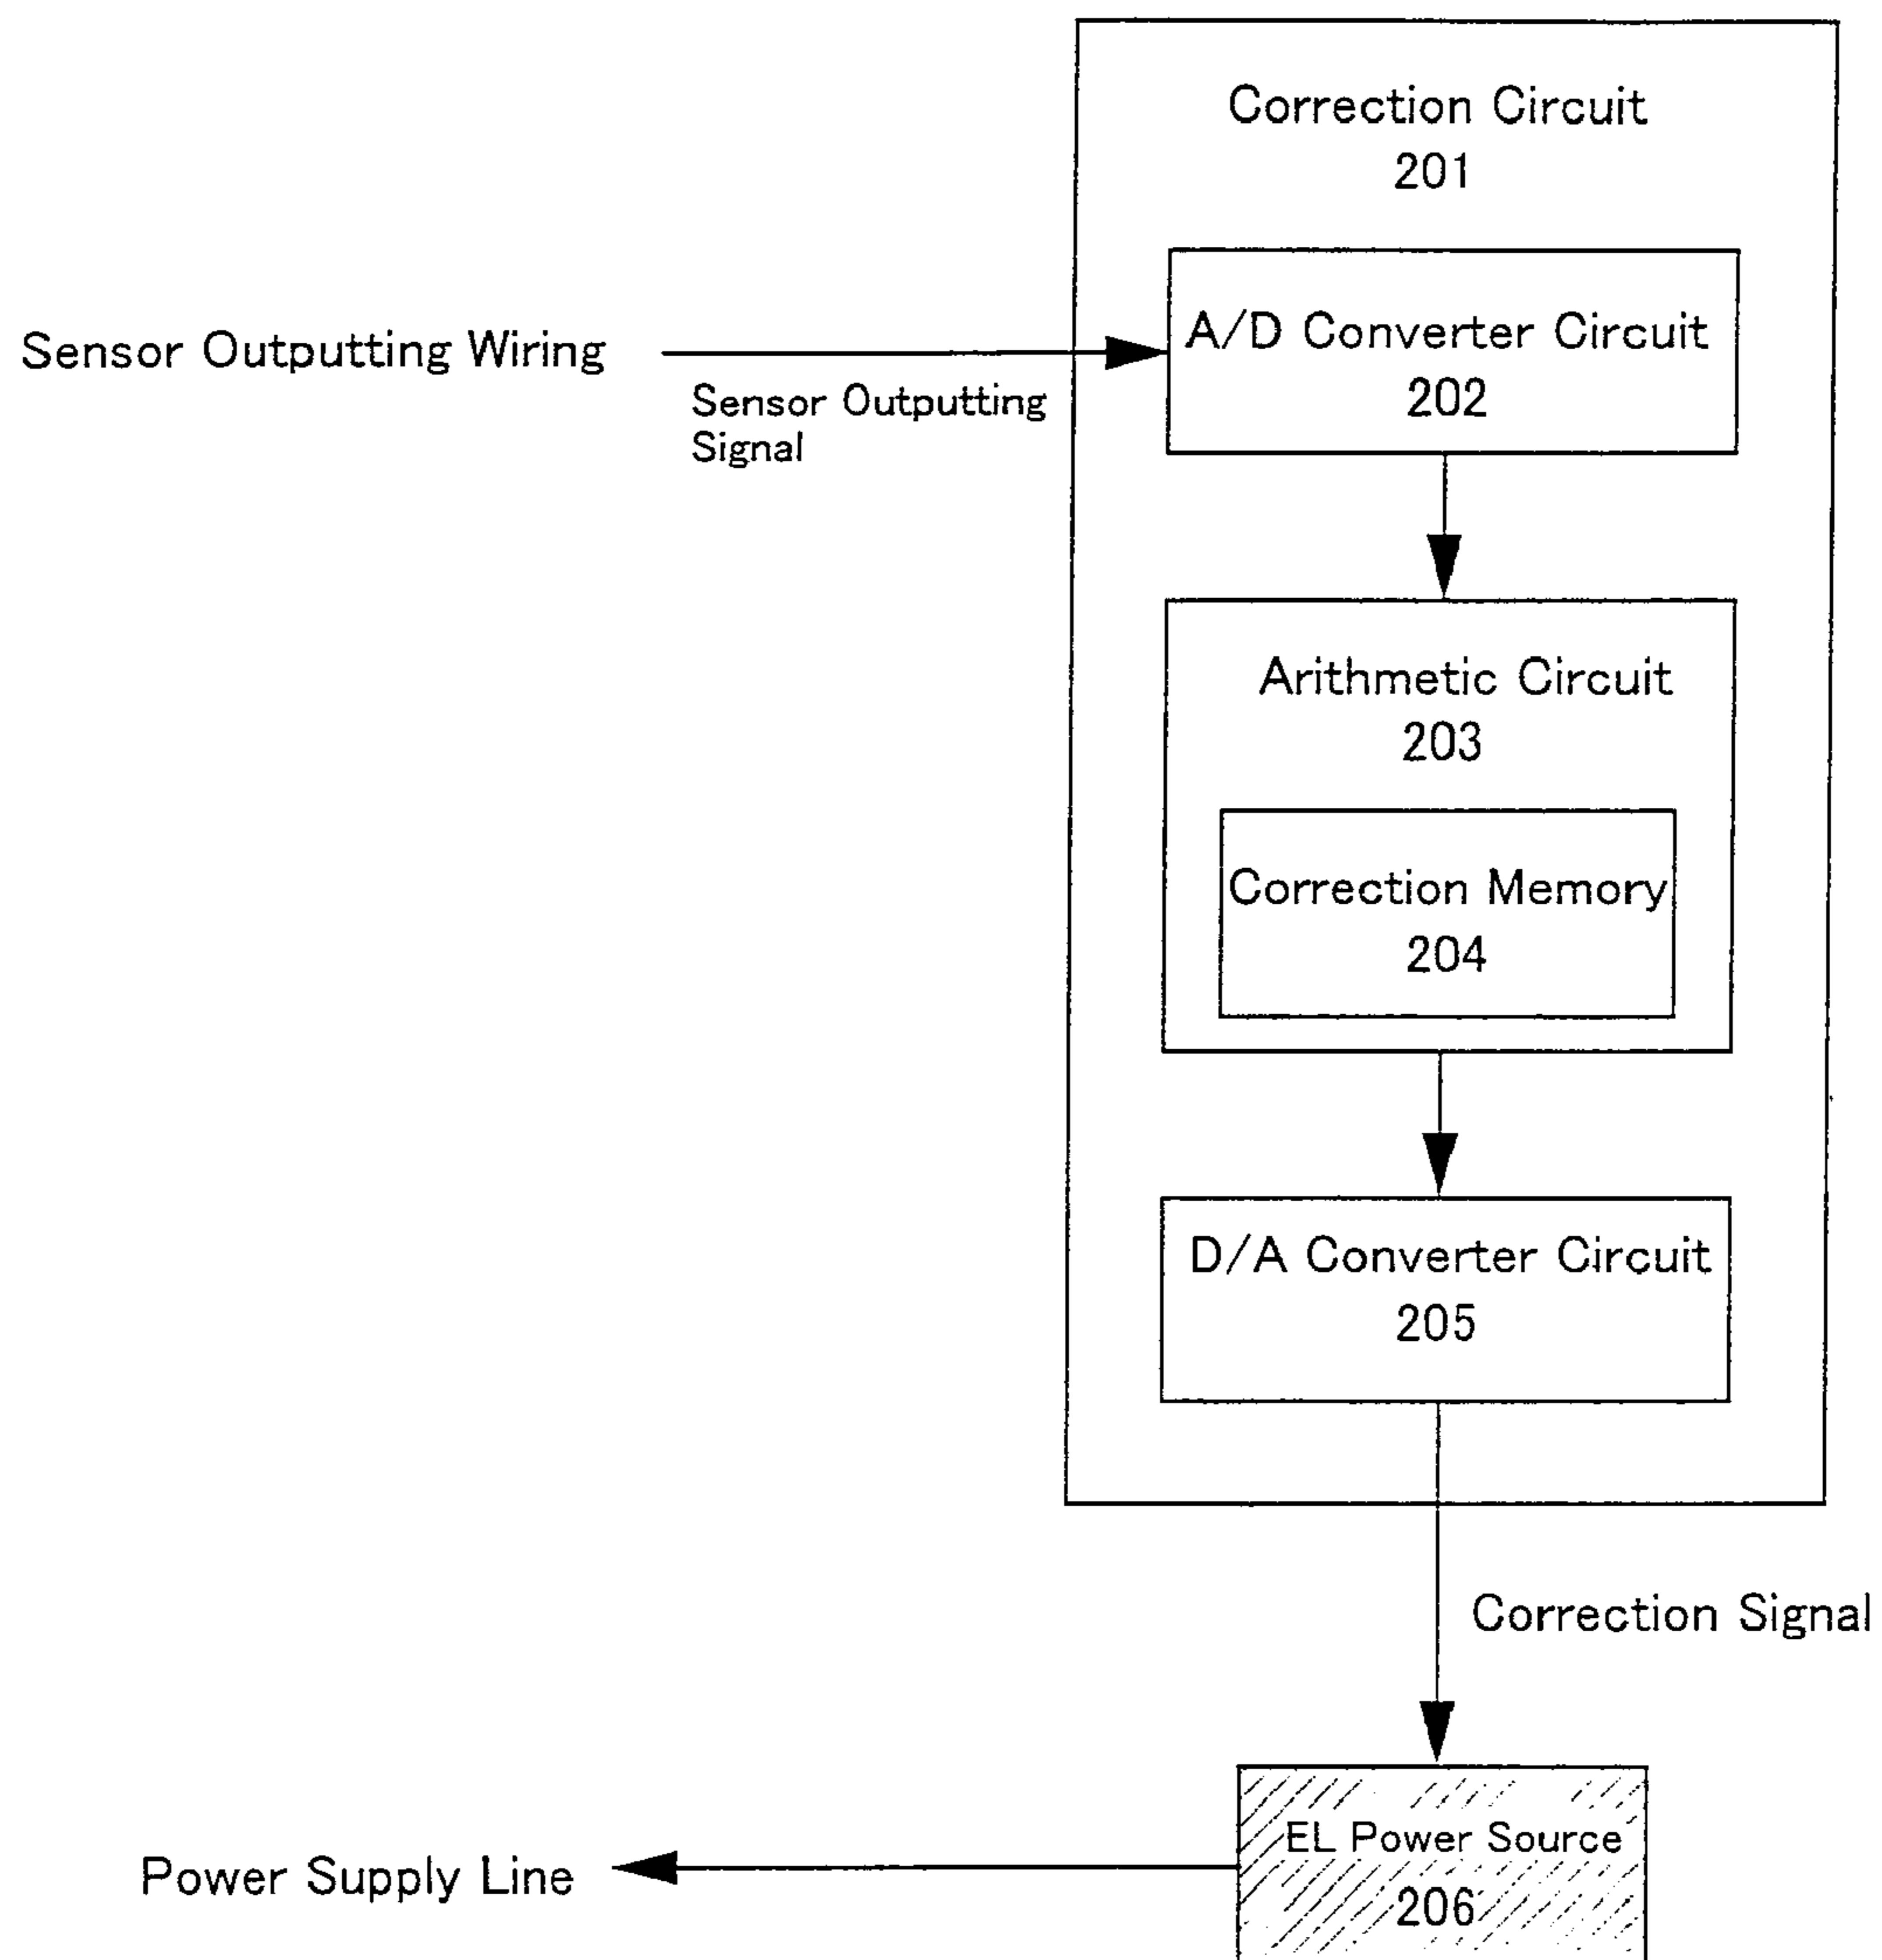 Correction Circuit
201
A/D Converter Circuit
202
Sensor Outputting Wiring
Sensor Outputting
Signal
Arithmetic Circuit
203
Correction Memory
204
D/A Converter Circuit
205
Correction Signal
EL Power Source
206
Power Supply Line